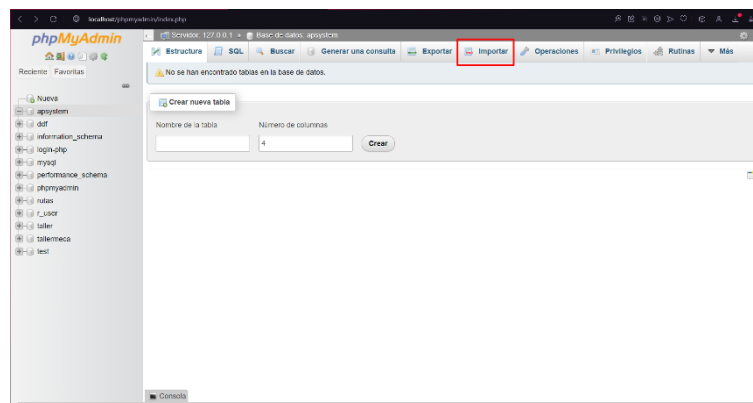 localhost/phpmyadmin/index.php
phpMyAdmin
Servidor: 127.0.0.1 » Base de datos: apsystem
Estructura SQL Buscar Generar una consulta Exportar Importar Operaciones Privilegios Rutinas Más
Reciente Favoritas
No se han encontrado tablas en la base de datos.
Nueva
apsystem
ddf
information_schema
login-php
mysql
performance_schema
phpmyadmin
rutas
r_user
taller
tallermeca
test
Crear nueva tabla
Nombre de la tabla Número de columnas
4 Crear
Consola